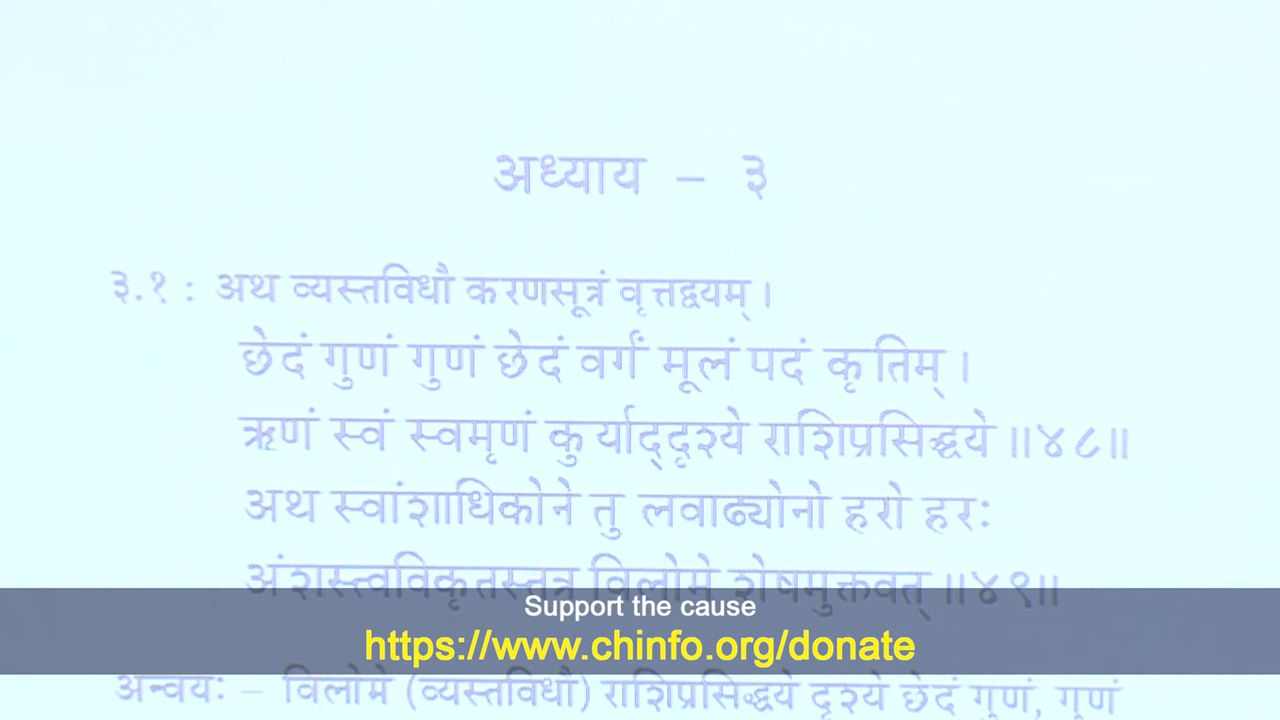 अध्याय – ३
३.१ : अथ व्यस्तविधौ करणसूत्रं वृत्तद्वयम् ।
छेदं गुणं गुणं छेदं वर्गं मूलं पदं कृतिम् ।
ऋणं स्वं स्वमृणं कुर्याद्दृश्ये राशिप्रसिद्धये ॥४८॥
अथ स्वांशाधिकोने तु लवाढ्योनो हरो हरः
अंशस्त्वविकृतस्तत्र विलोमे शेषमुक्तवत् ॥४९॥
Support the cause
https://www.chinfo.org/donate
अन्वयः – विलोमे (व्यस्तविधौ) राशिप्रसिद्धये दृश्ये छेदं गुणं, गुणं